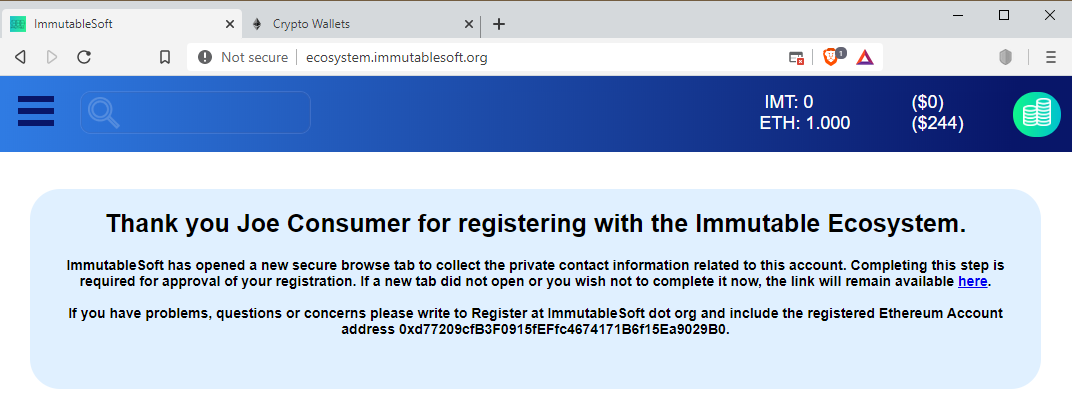 ImmutableSoft
Crypto Wallets
Not secure
ecosystem.immutablesoft.org
1
IMT: 0 ($0)
ETH: 1.000 ($244)
Thank you Joe Consumer for registering with the Immutable Ecosystem.
ImmutableSoft has opened a new secure browse tab to collect the private contact information related to this account. Completing this step is
required for approval of your registration. If a new tab did not open or you wish not to complete it now, the link will remain available here.
If you have problems, questions or concerns please write to Register at ImmutableSoft dot org and include the registered Ethereum Account
address 0xd77209cfB3F0915fEFfc4674171B6f15Ea9029B0.